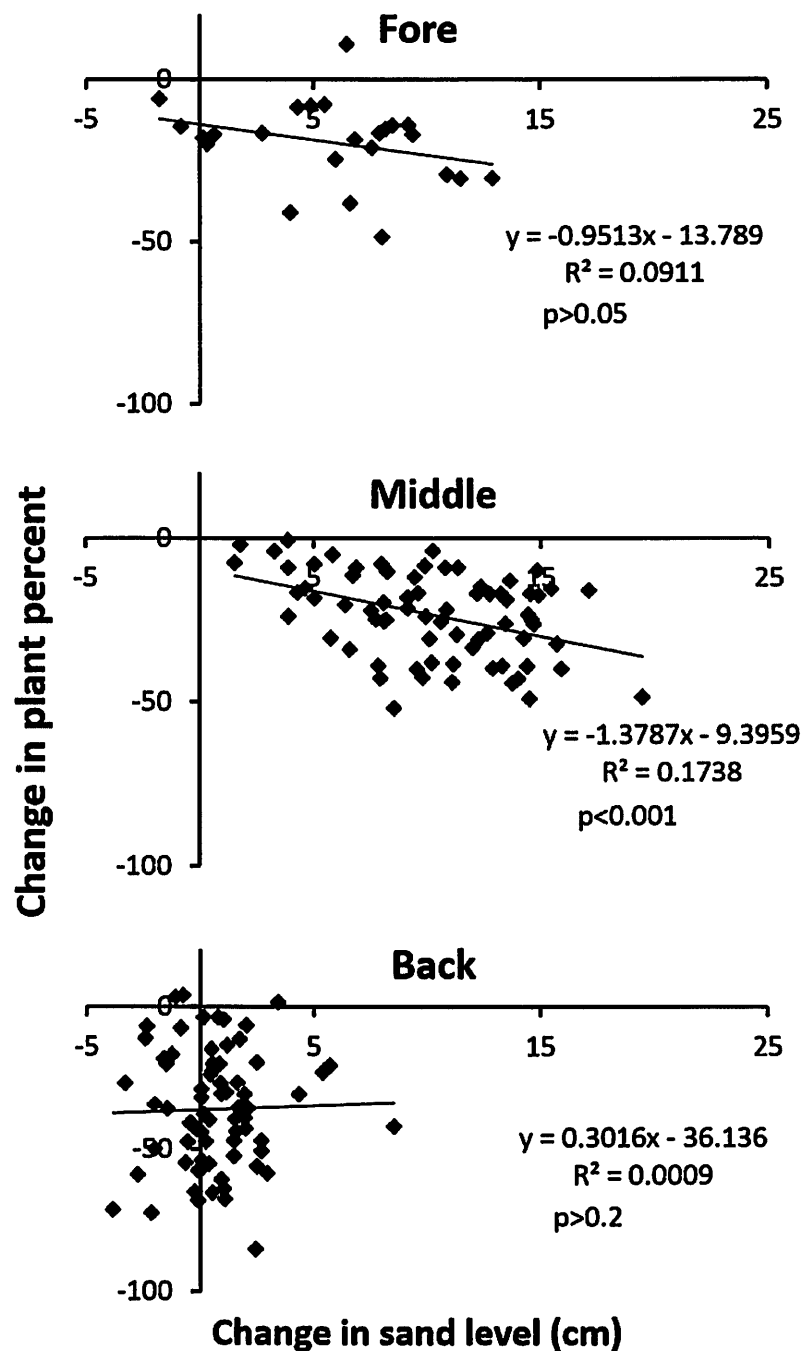 Fore
0
-5 5 15 25
-50
y = -0.9513x - 13.789
R² = 0.0911
p>0.05
-100
Middle
0
-5 5 15 25
-50
y = -1.3787x - 9.3959
R² = 0.1738
p<0.001
-100
Change in plant percent
Back
0
-5 5 15 25
-50
y = 0.3016x - 36.136
R² = 0.0009
p>0.2
-100
Change in sand level (cm)